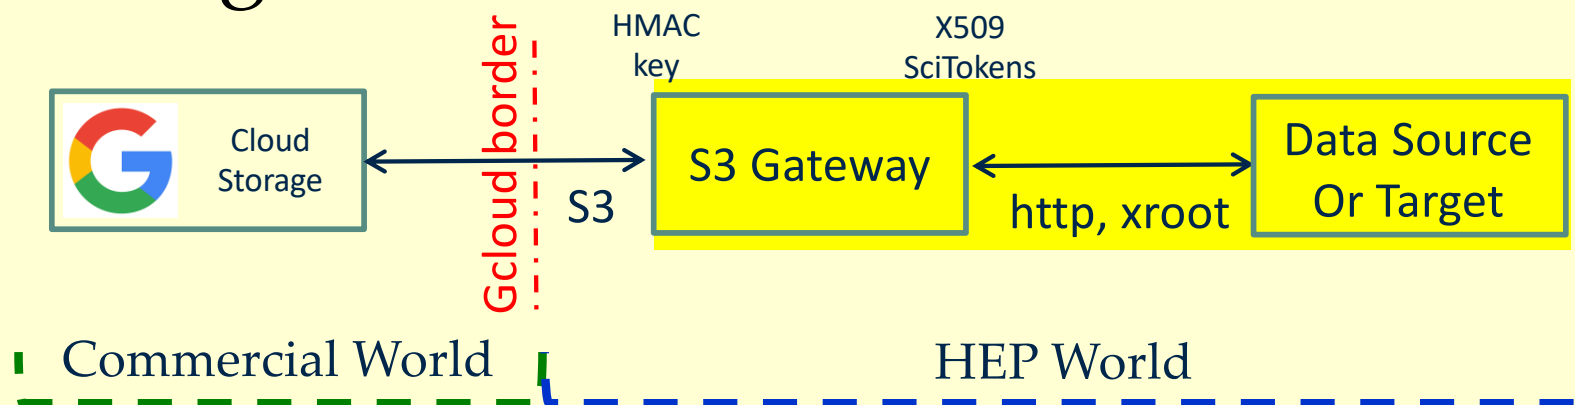 HMAC
key
X509
SciTokens
Gcloud border
Cloud
Storage
S3
S3 Gateway
http, xroot
Data Source
Or Target
Commercial World
HEP World